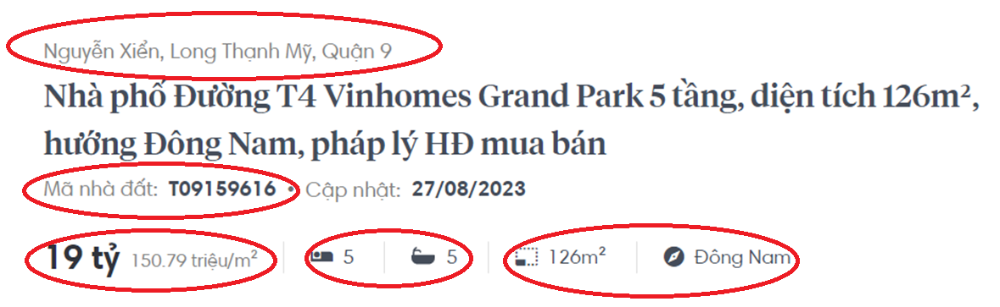 Nguyễn Xiển, Long Thạnh Mỹ, Quận 9
Nhà phố Đường T4 Vinhomes Grand Park 5 tầng, diện tích 126m²,
hướng Đông Nam, pháp lý HĐ mua bán
Mã nhà đất: T09159616 • Cập nhật: 27/08/2023
19 tỷ 150.79 triệu/m² 5 5 126m² Đông Nam